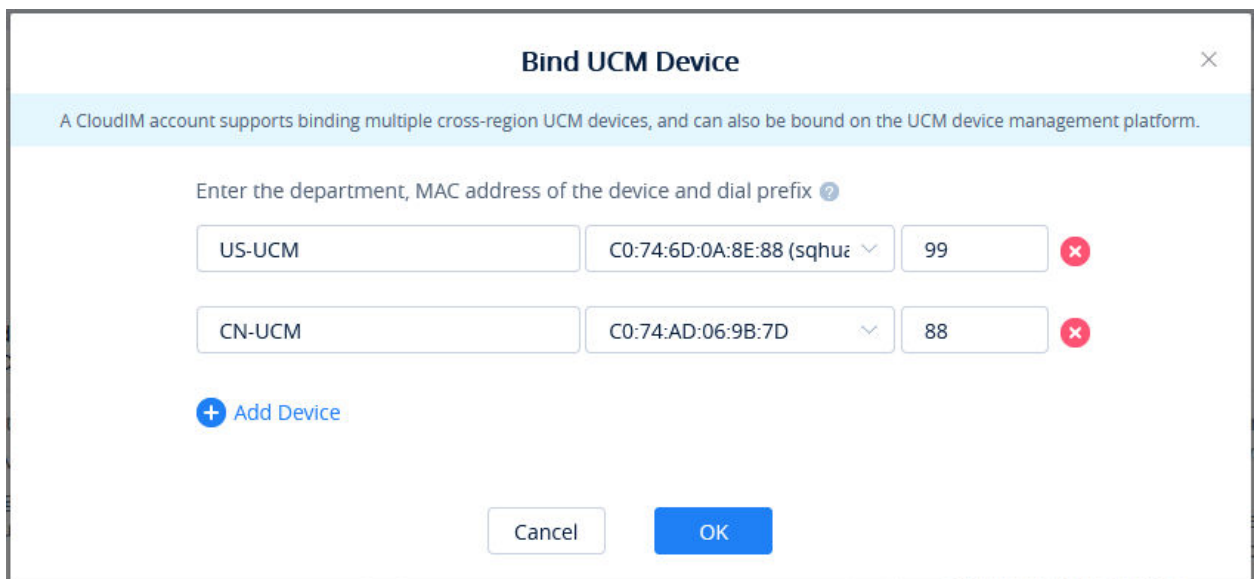 Bind UCM Device
A CloudIM account supports binding multiple cross-region UCM devices, and can also be bound on the UCM device management platform.
Enter the department, MAC address of the device and dial prefix ?
US-UCM C0:74:6D:0A:8E:88 (sqhua 99
CN-UCM C0:74:AD:06:9B:7D 88
Add Device
Cancel OK